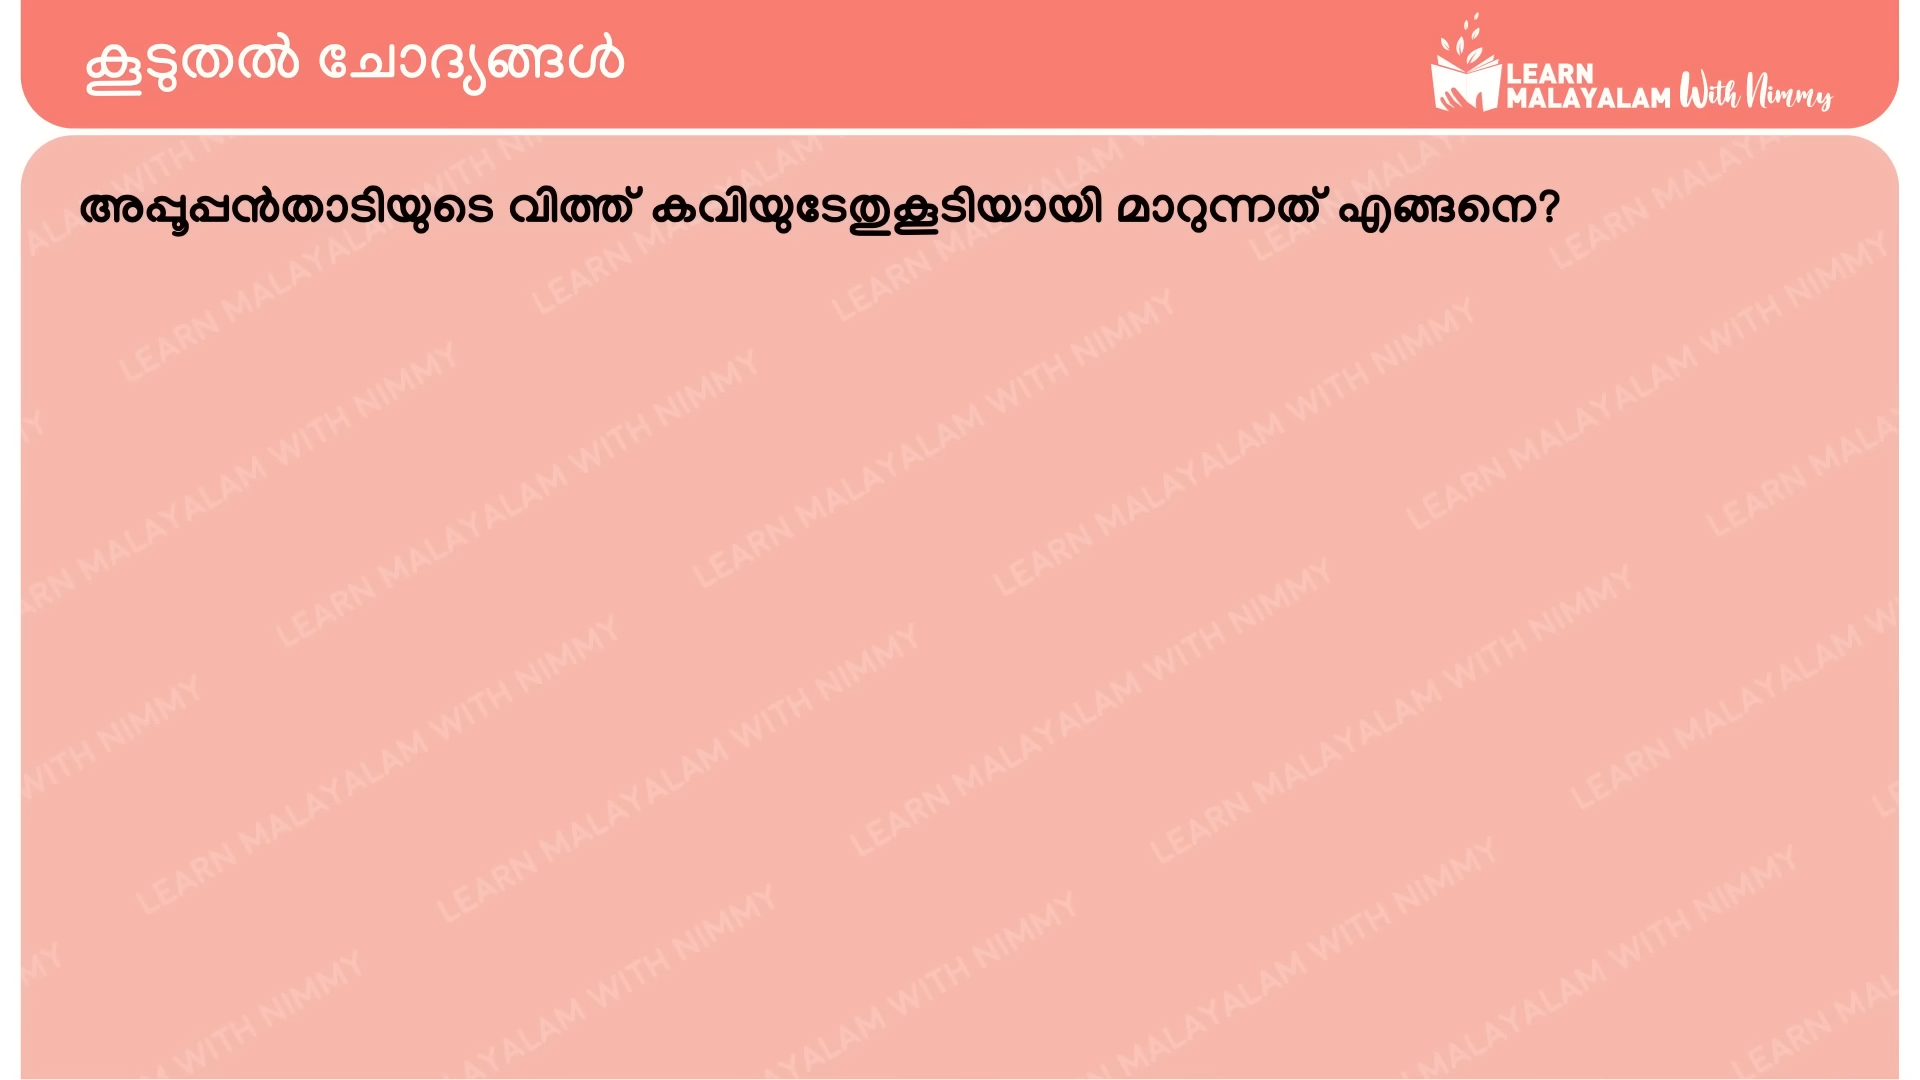 കൂടുതൽ ചോദ്യങ്ങൾ
LEARN
MALAYALAM With Nimmy
അപ്പൂപ്പൻതാടിയുടെ വിത്ത് കവിയുടേതുകൂടിയായി മാറുന്നത് എങ്ങനെ?